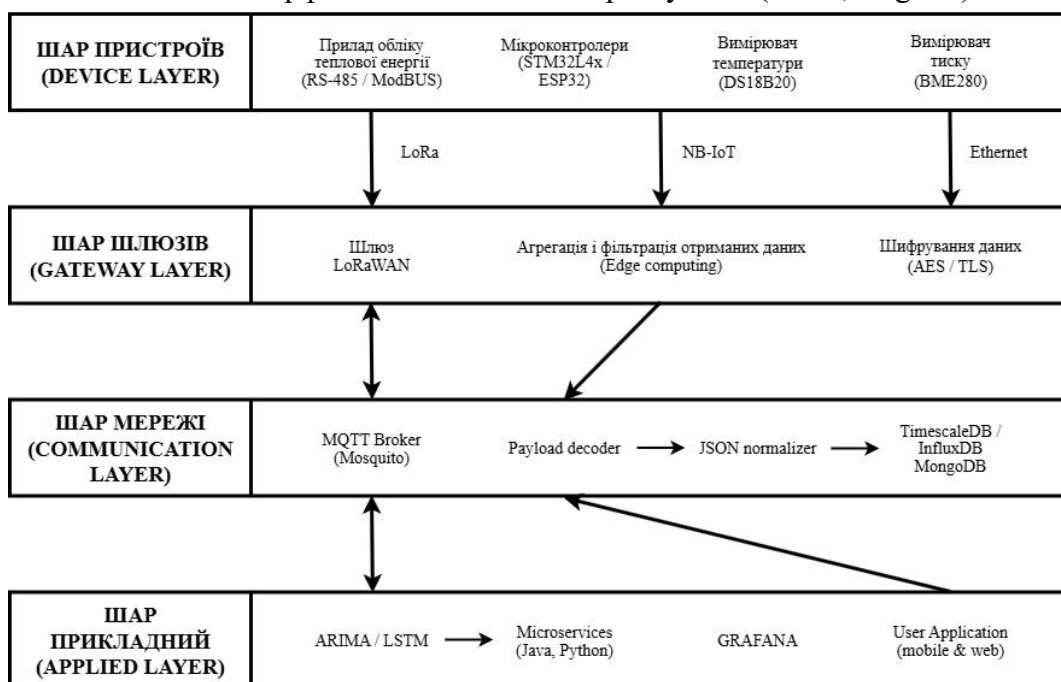 ШАР ПРИСТРОЇВ
(DEVICE LAYER)
Прилад обліку
теплової енергії
(RS-485 / ModBUS)
Мікроконтролери
(STM32L4x /
ESP32)
Вимірювач
температури
(DS18B20)
Вимірювач
тиску
(BME280)
LoRa
NB-IoT
Ethernet
ШАР ШЛЮЗІВ
(GATEWAY LAYER)
Шлюз
LoRaWAN
Агрегація і фільтрація отриманих даних
(Edge computing)
Шифрування даних
(AES / TLS)
ШАР МЕРЕЖІ
(COMMUNICATION
LAYER)
MQTT Broker
(Mosquito)
Payload decoder
JSON normalizer
TimescaleDB /
InfluxDB
MongoDB
ШАР
ПРИКЛАДНИЙ
(APPLIED LAYER)
ARIMA / LSTM
Microservices
(Java, Python)
GRAFANA
User Application
(mobile & web)